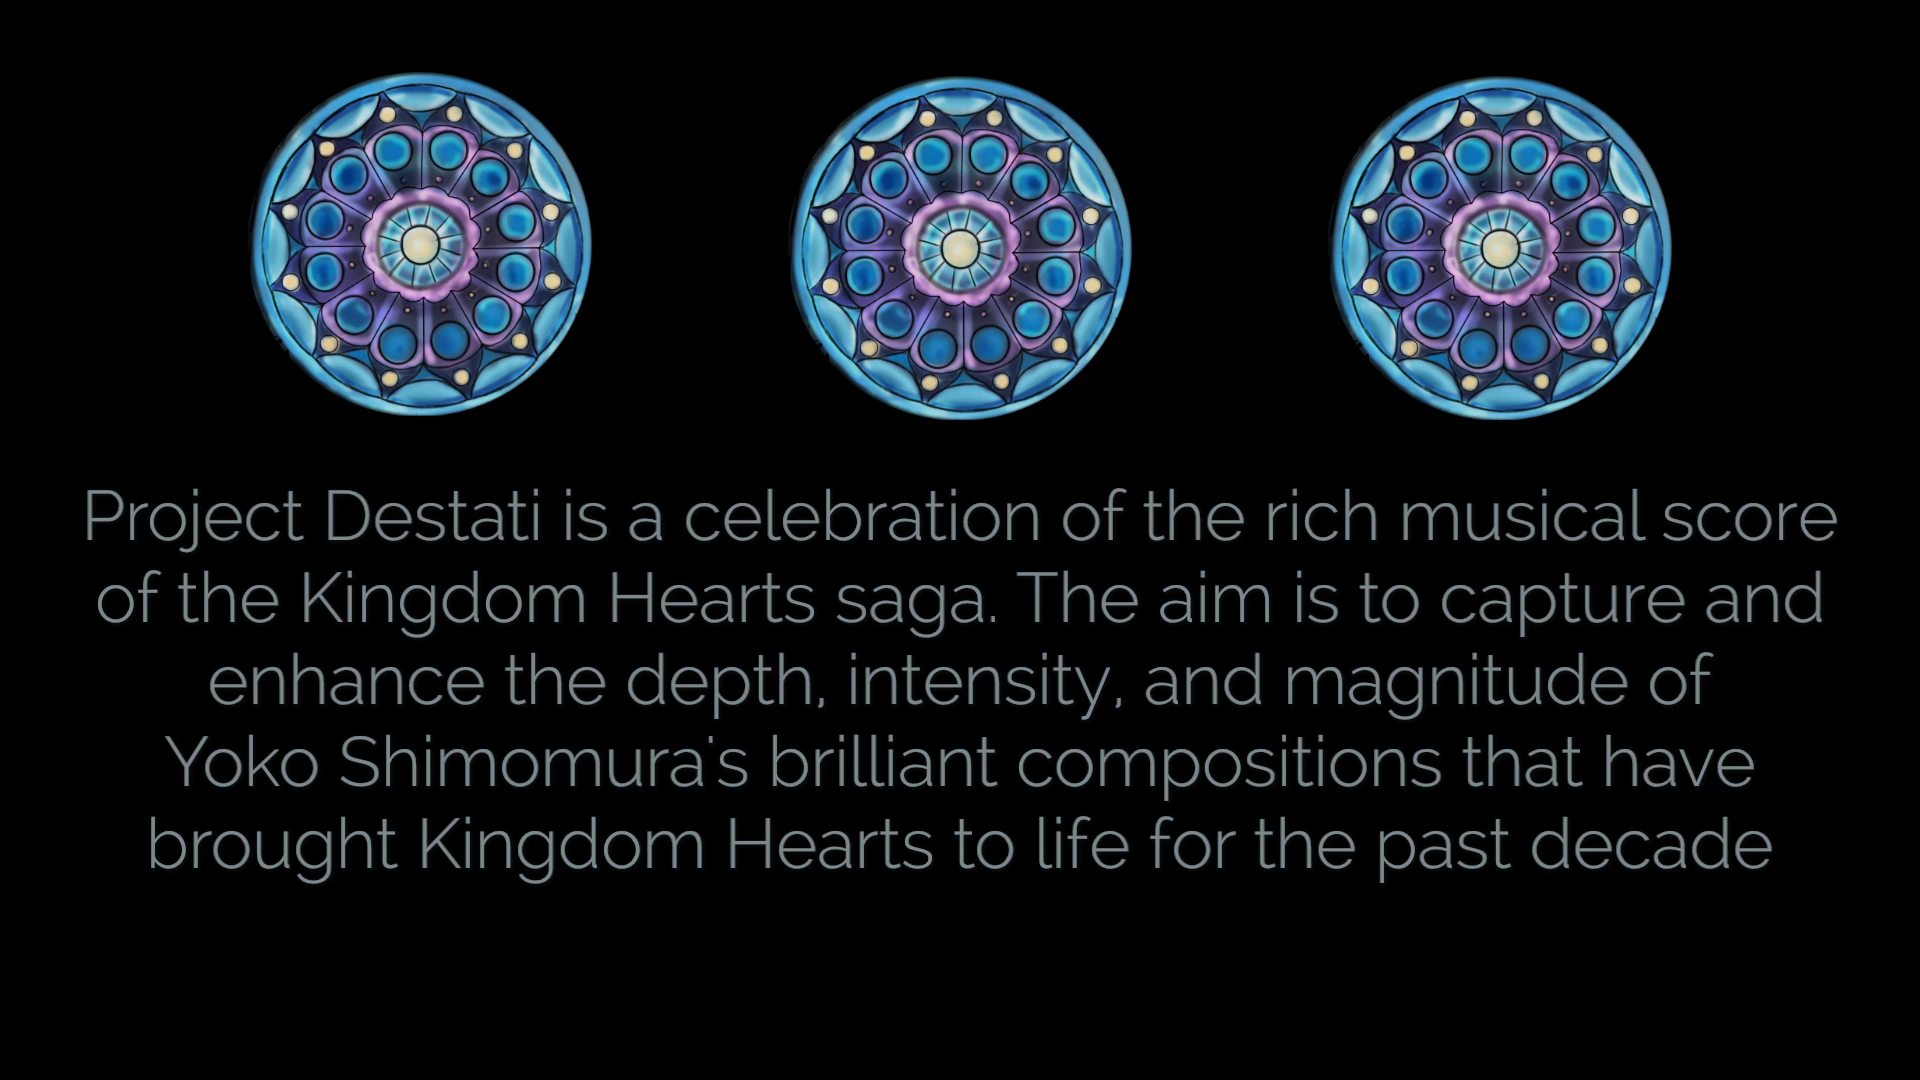 Project Destati is a celebration of the rich musical score
of the Kingdom Hearts saga. The aim is to capture and
enhance the depth, intensity, and magnitude of
Yoko Shimomura's brilliant compositions that have
brought Kingdom Hearts to life for the past decade